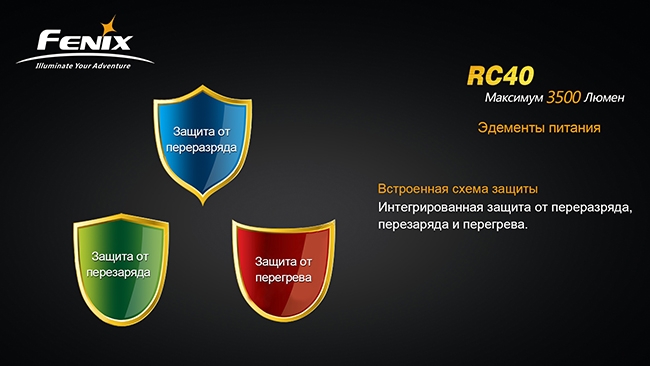 FENIX
Illuminate Your Adventure
RC40
Максимум 3500 Люмен
Эдементы питания
Защита от
переразряда
Встроенная схема защиты
Интегрированная защита от переразряда,
перезаряда и перегрева.
Защита от
перезаряда
Защита от
перегрева